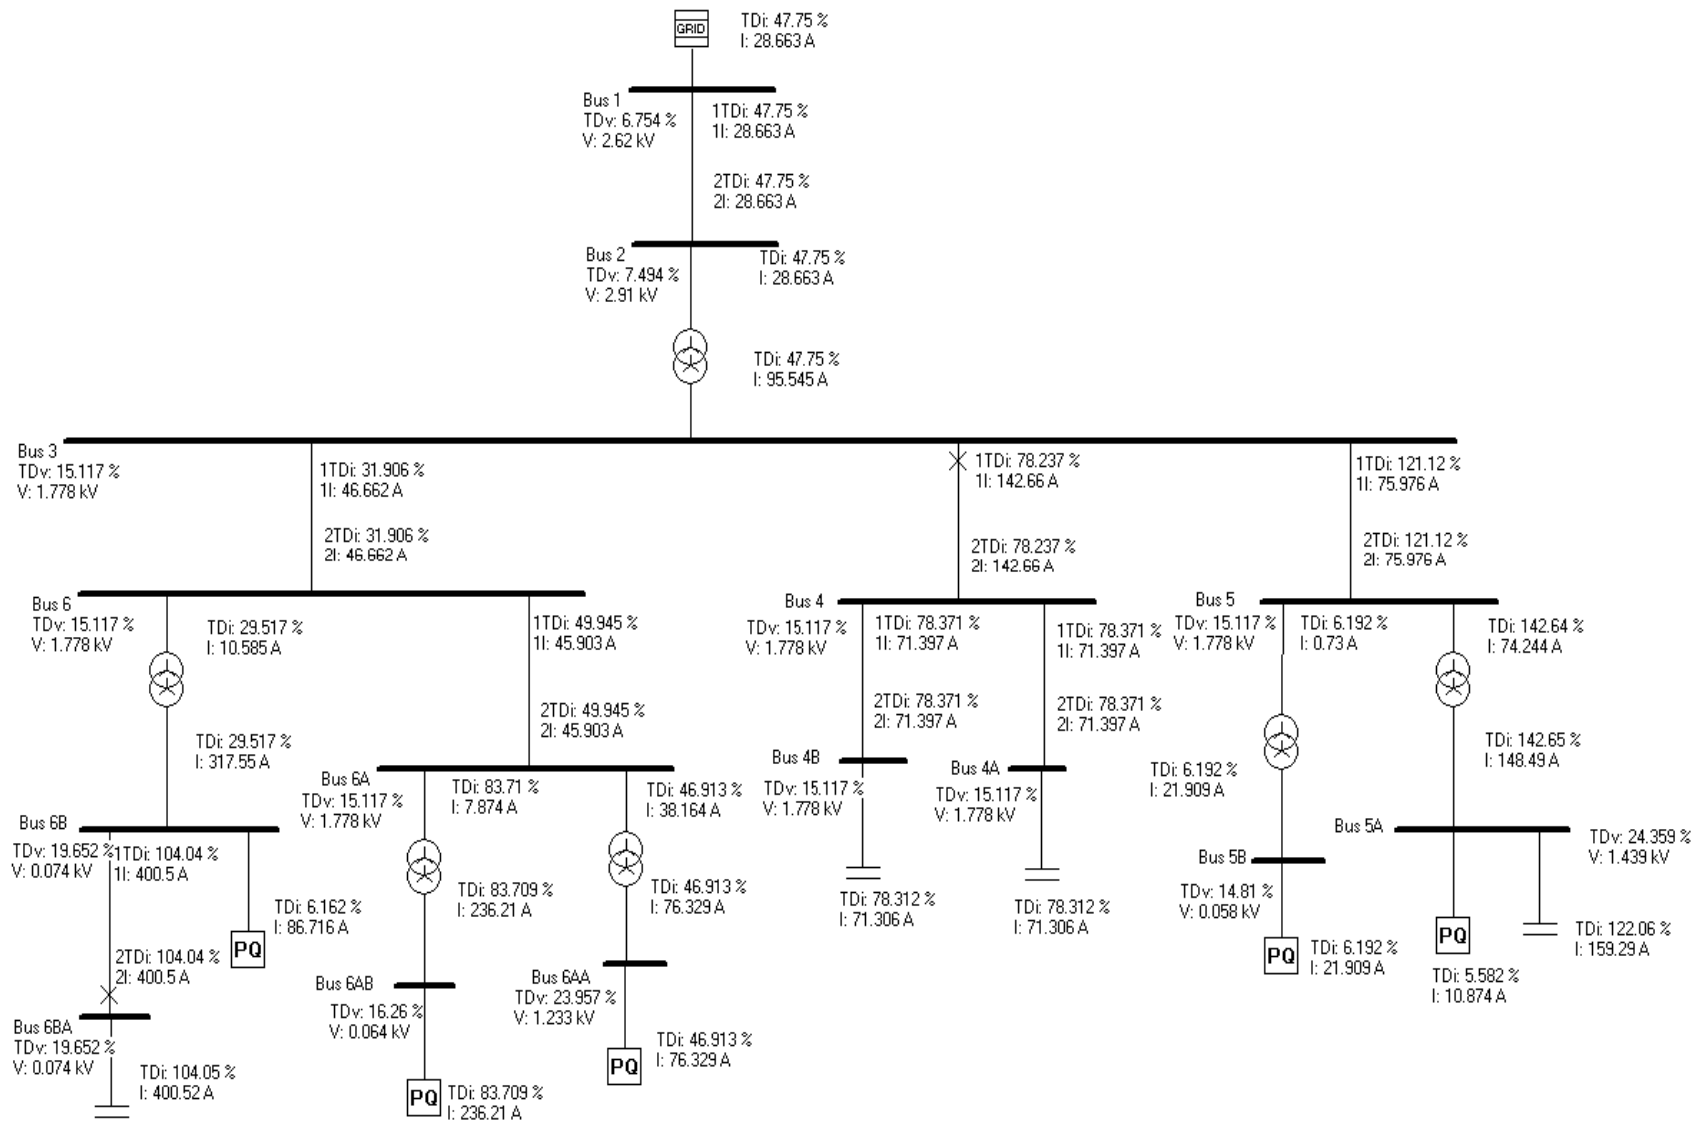 GRID
TDi: 47.75 %
I: 28.663 A
Bus 1
TDv: 6.754 %
V: 2.62 kV
1TDi: 47.75 %
1I: 28.663 A
2TDi: 47.75 %
2I: 28.663 A
Bus 2
TDv: 7.494 %
V: 2.91 kV
TDi: 47.75 %
I: 28.663 A
TDi: 47.75 %
I: 95.545 A
Bus 3
TDv: 15.117 %
V: 1.778 kV
1TDi: 31.906 %
1I: 46.662 A
2TDi: 31.906 %
2I: 46.662 A
1TDi: 78.237 %
1I: 142.66 A
2TDi: 78.237 %
2I: 142.66 A
1TDi: 121.12 %
1I: 75.976 A
2TDi: 121.12 %
2I: 75.976 A
Bus 6
TDv: 15.117 %
V: 1.778 kV
TDi: 29.517 %
I: 10.585 A
TDi: 29.517 %
I: 317.55 A
1TDi: 49.945 %
1I: 45.903 A
2TDi: 49.945 %
2I: 45.903 A
Bus 4
TDv: 15.117 %
V: 1.778 kV
1TDi: 78.371 %
1I: 71.397 A
2TDi: 78.371 %
2I: 71.397 A
1TDi: 78.371 %
1I: 71.397 A
2TDi: 78.371 %
2I: 71.397 A
Bus 5
TDv: 15.117 %
V: 1.778 kV
TDi: 6.192 %
I: 0.73 A
TDi: 142.64 %
I: 74.244 A
TDi: 6.192 %
I: 21.909 A
TDi: 142.65 %
I: 148.49 A
Bus 6B
TDv: 19.652 %
V: 0.074 kV
1TDi: 104.04 %
1I: 400.5 A
2TDi: 104.04 %
2I: 400.5 A
TDi: 6.162 %
I: 86.716 A
PQ
Bus 6BA
TDv: 19.652 %
V: 0.074 kV
TDi: 104.05 %
I: 400.52 A
Bus 6A
TDv: 15.117 %
V: 1.778 kV
TDi: 83.71 %
I: 7.874 A
TDi: 46.913 %
I: 38.164 A
TDi: 83.709 %
I: 236.21 A
TDi: 46.913 %
I: 76.329 A
Bus 6AB
TDv: 16.26 %
V: 0.064 kV
PQ
TDi: 83.709 %
I: 236.21 A
Bus 6AA
TDv: 23.957 %
V: 1.233 kV
PQ
TDi: 46.913 %
I: 76.329 A
Bus 4B
TDv: 15.117 %
V: 1.778 kV
TDi: 78.312 %
I: 71.306 A
Bus 4A
TDv: 15.117 %
V: 1.778 kV
TDi: 78.312 %
I: 71.306 A
Bus 5B
TDv: 14.81 %
V: 0.058 kV
PQ
TDi: 6.192 %
I: 21.909 A
Bus 5A
TDv: 24.359 %
V: 1.439 kV
PQ
TDi: 5.582 %
I: 10.874 A
TDi: 122.06 %
I: 159.29 A